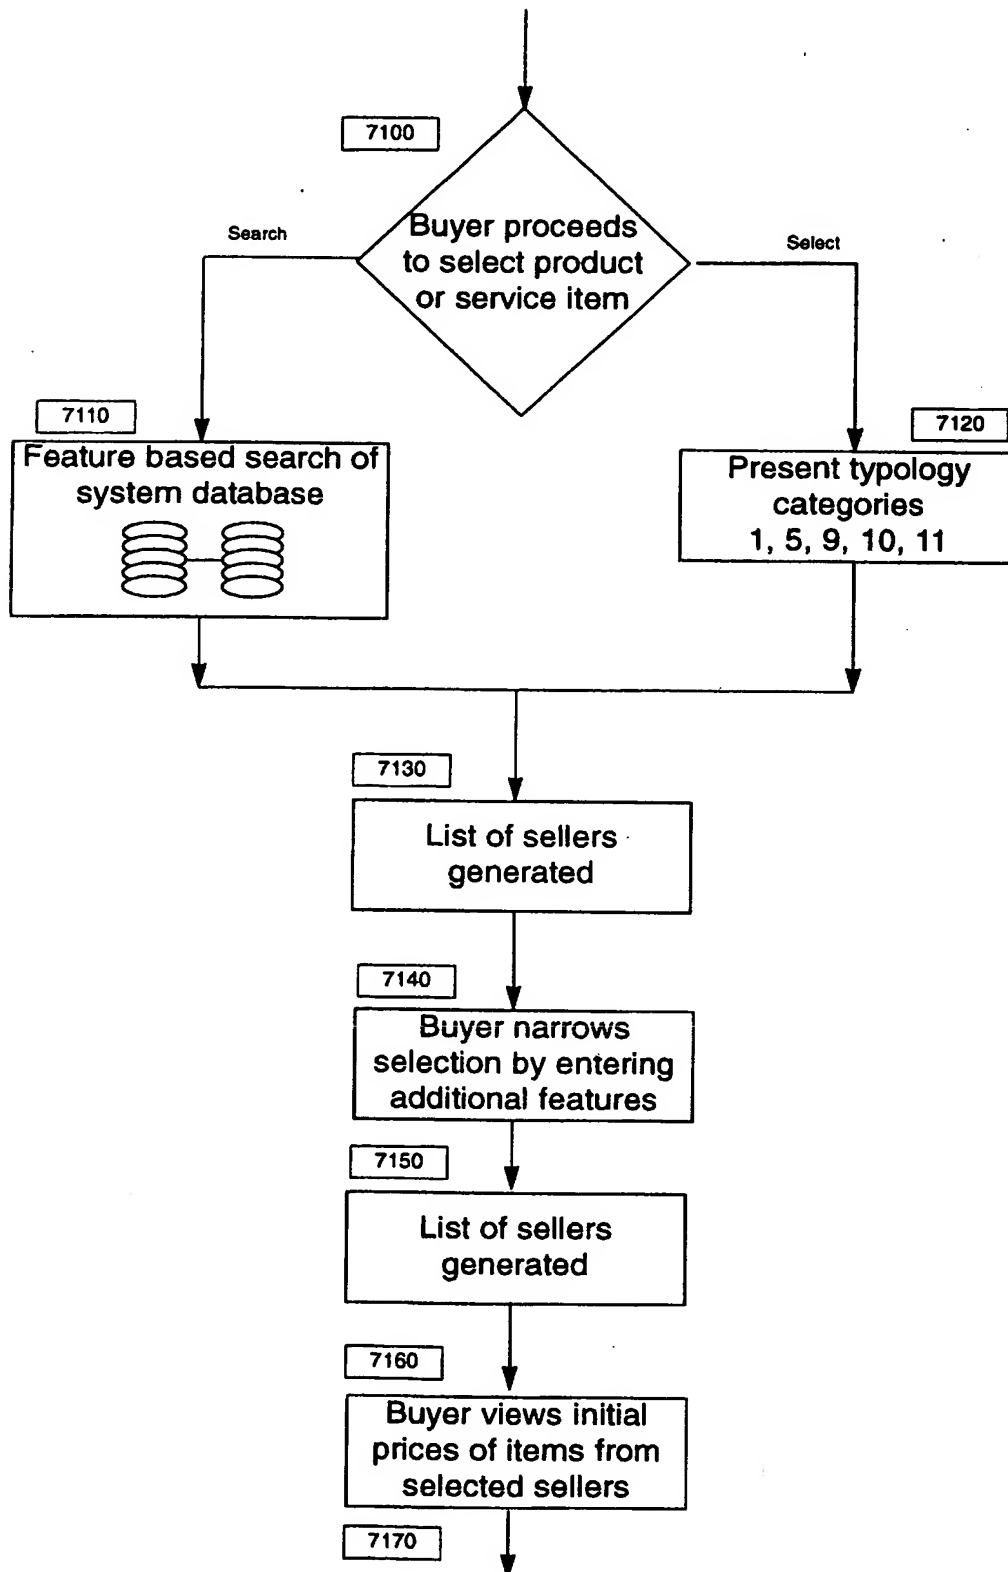 7100
Buyer proceeds
to select product
or service item
Search
Select
7110
Feature based search of
system database
7120
Present typology
categories
1, 5, 9, 10, 11
7130
List of sellers
generated
7140
Buyer narrows
selection by entering
additional features
7150
List of sellers
generated
7160
Buyer views initial
prices of items from
selected sellers
7170